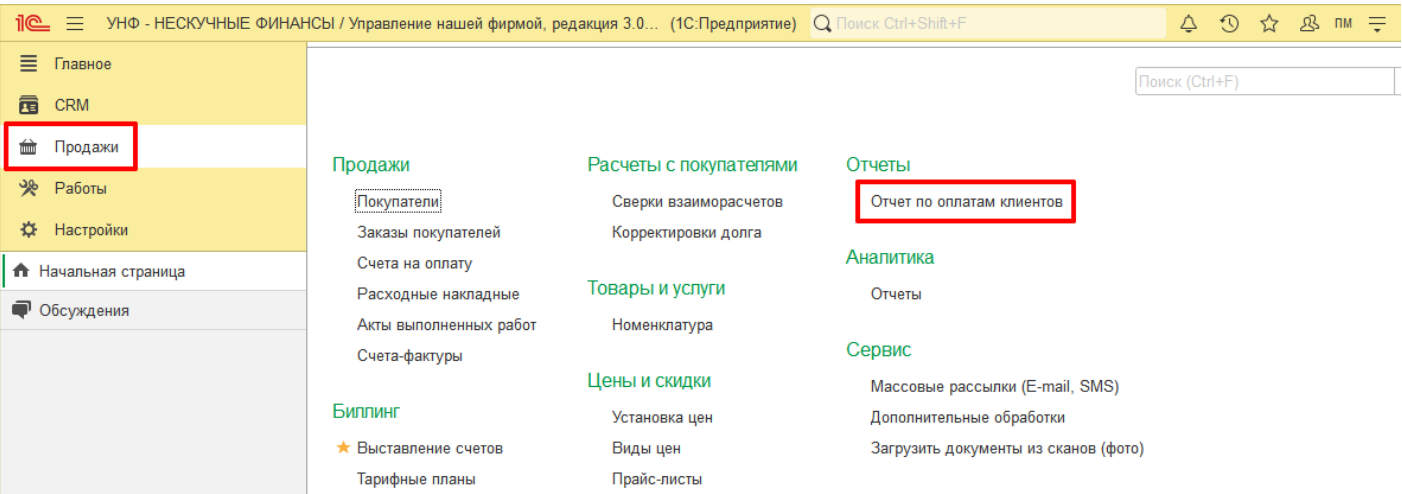 1С УНФ - НЕСКУЧНЫЕ ФИНАНСЫ / Управление нашей фирмой, редакция 3.0... (1С:Предприятие) Поиск Ctrl+Shift+F ПМ
Главное
CRM
Продажи
Работы
Настройки
Начальная страница
Обсуждения
Поиск (Ctrl+F)
Продажи
Покупатели
Заказы покупателей
Счета на оплату
Расходные накладные
Акты выполненных работ
Счета-фактуры
Биллинг
Выставление счетов
Тарифные планы
Расчеты с покупателями
Сверки взаиморасчетов
Корректировки долга
Товары и услуги
Номенклатура
Цены и скидки
Установка цен
Виды цен
Прайс-листы
Отчеты
Отчет по оплатам клиентов
Аналитика
Отчеты
Сервис
Массовые рассылки (E-mail, SMS)
Дополнительные обработки
Загрузить документы из сканов (фото)